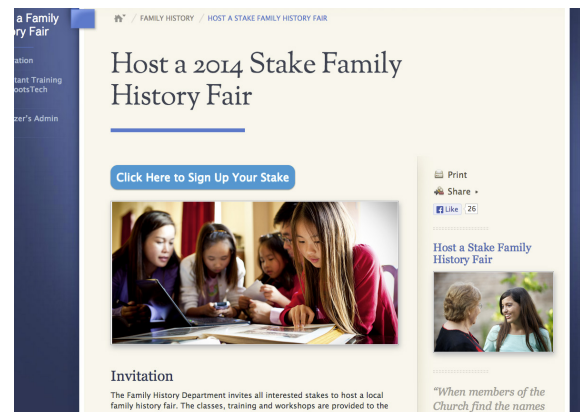 a Family
ory Fair
ration
tant Training
ootsTech
zer's Admin
/ FAMILY HISTORY / HOST A STAKE FAMILY HISTORY FAIR
Host a 2014 Stake Family
History Fair
Click Here to Sign Up Your Stake
Invitation
The Family History Department invites all interested stakes to host a local
family history fair. The classes, training and workshops are provided to the
Print
Share
Like 26
Host a Stake Family
History Fair
"When members of the
Church find the names